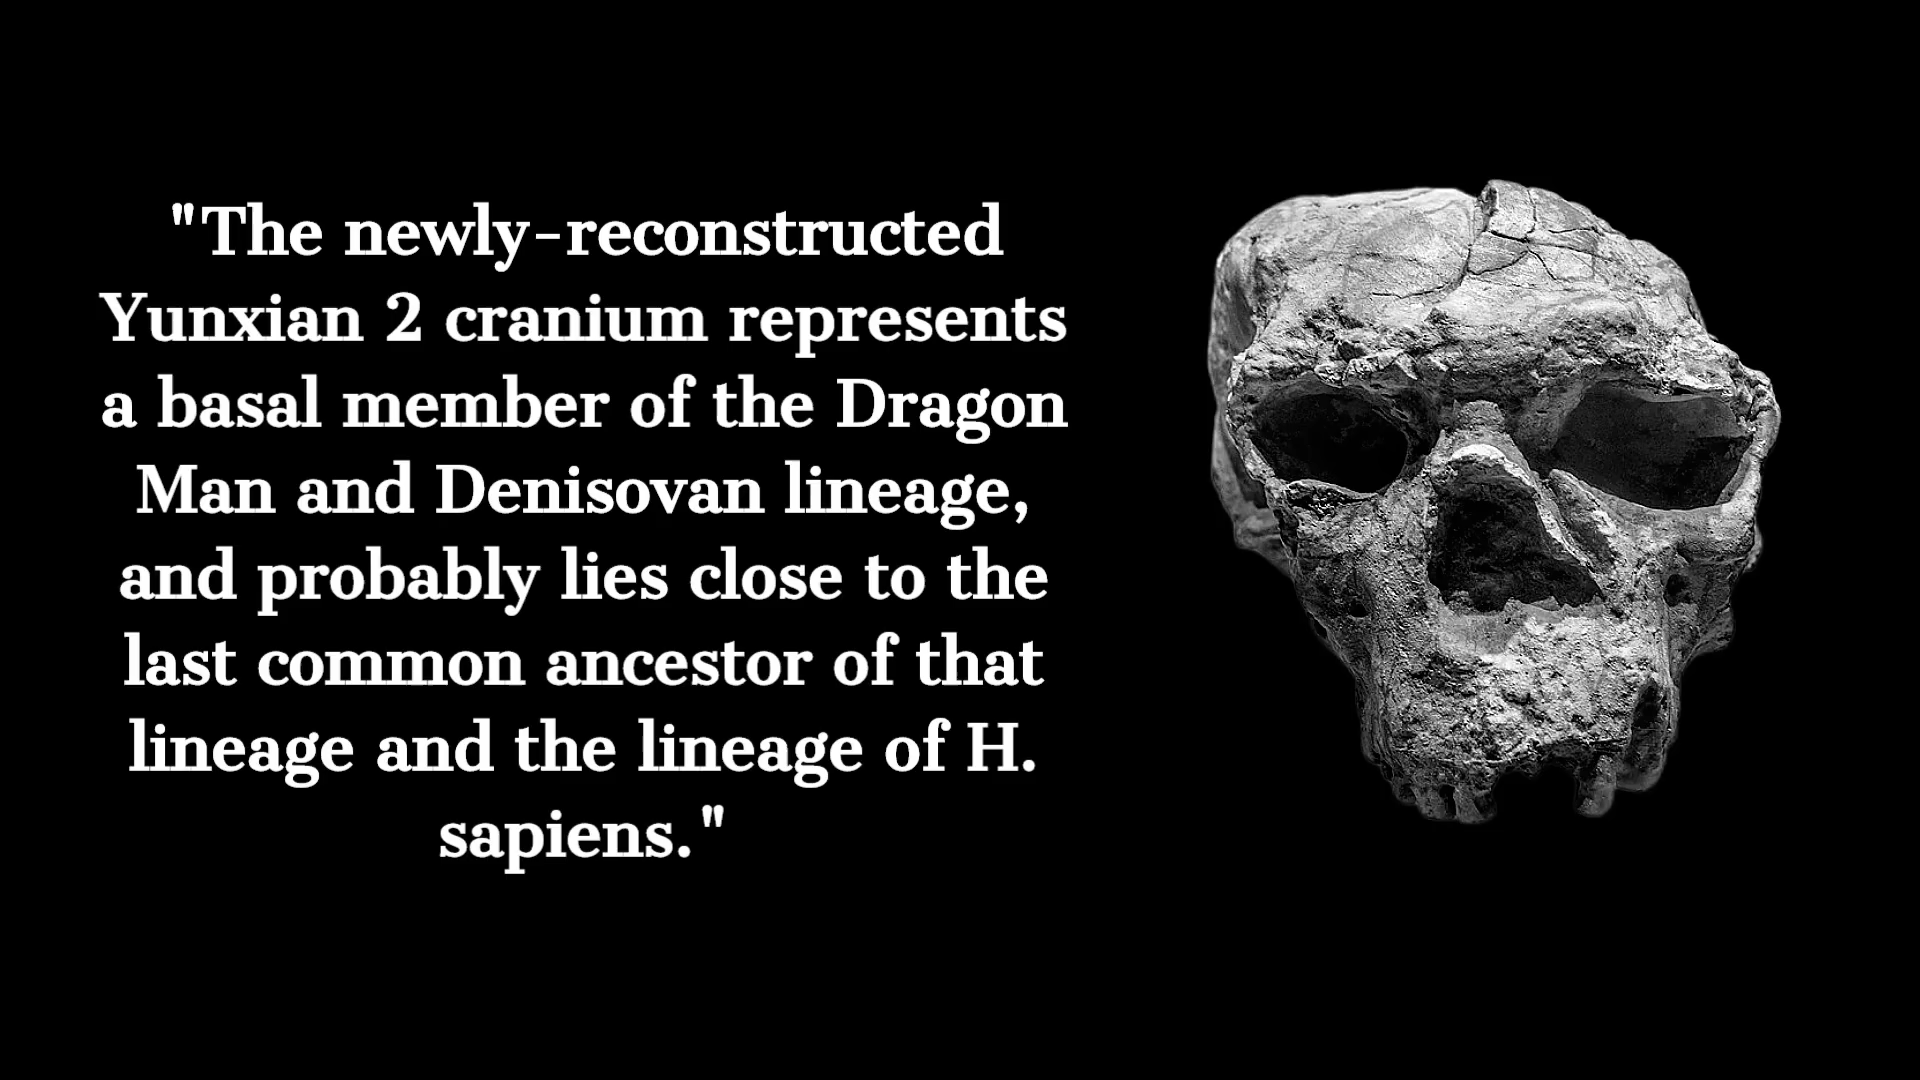 "The newly-reconstructed
Yunxian 2 cranium represents
a basal member of the Dragon
Man and Denisovan lineage,
and probably lies close to the
last common ancestor of that
lineage and the lineage of H.
sapiens."